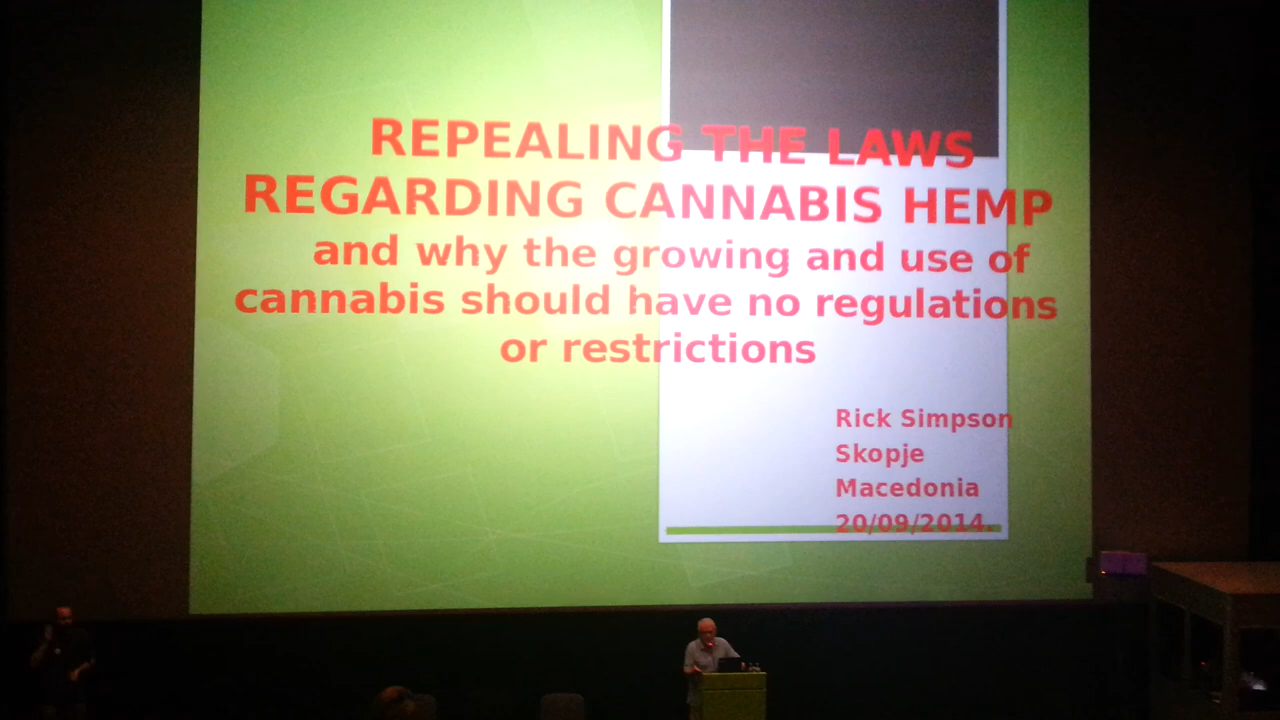 REPEALING THE LAWS
REGARDING CANNABIS HEMP
and why the growing and use of
cannabis should have no regulations
or restrictions
Rick Simpson
Skopje
Macedonia
20/09/2014.